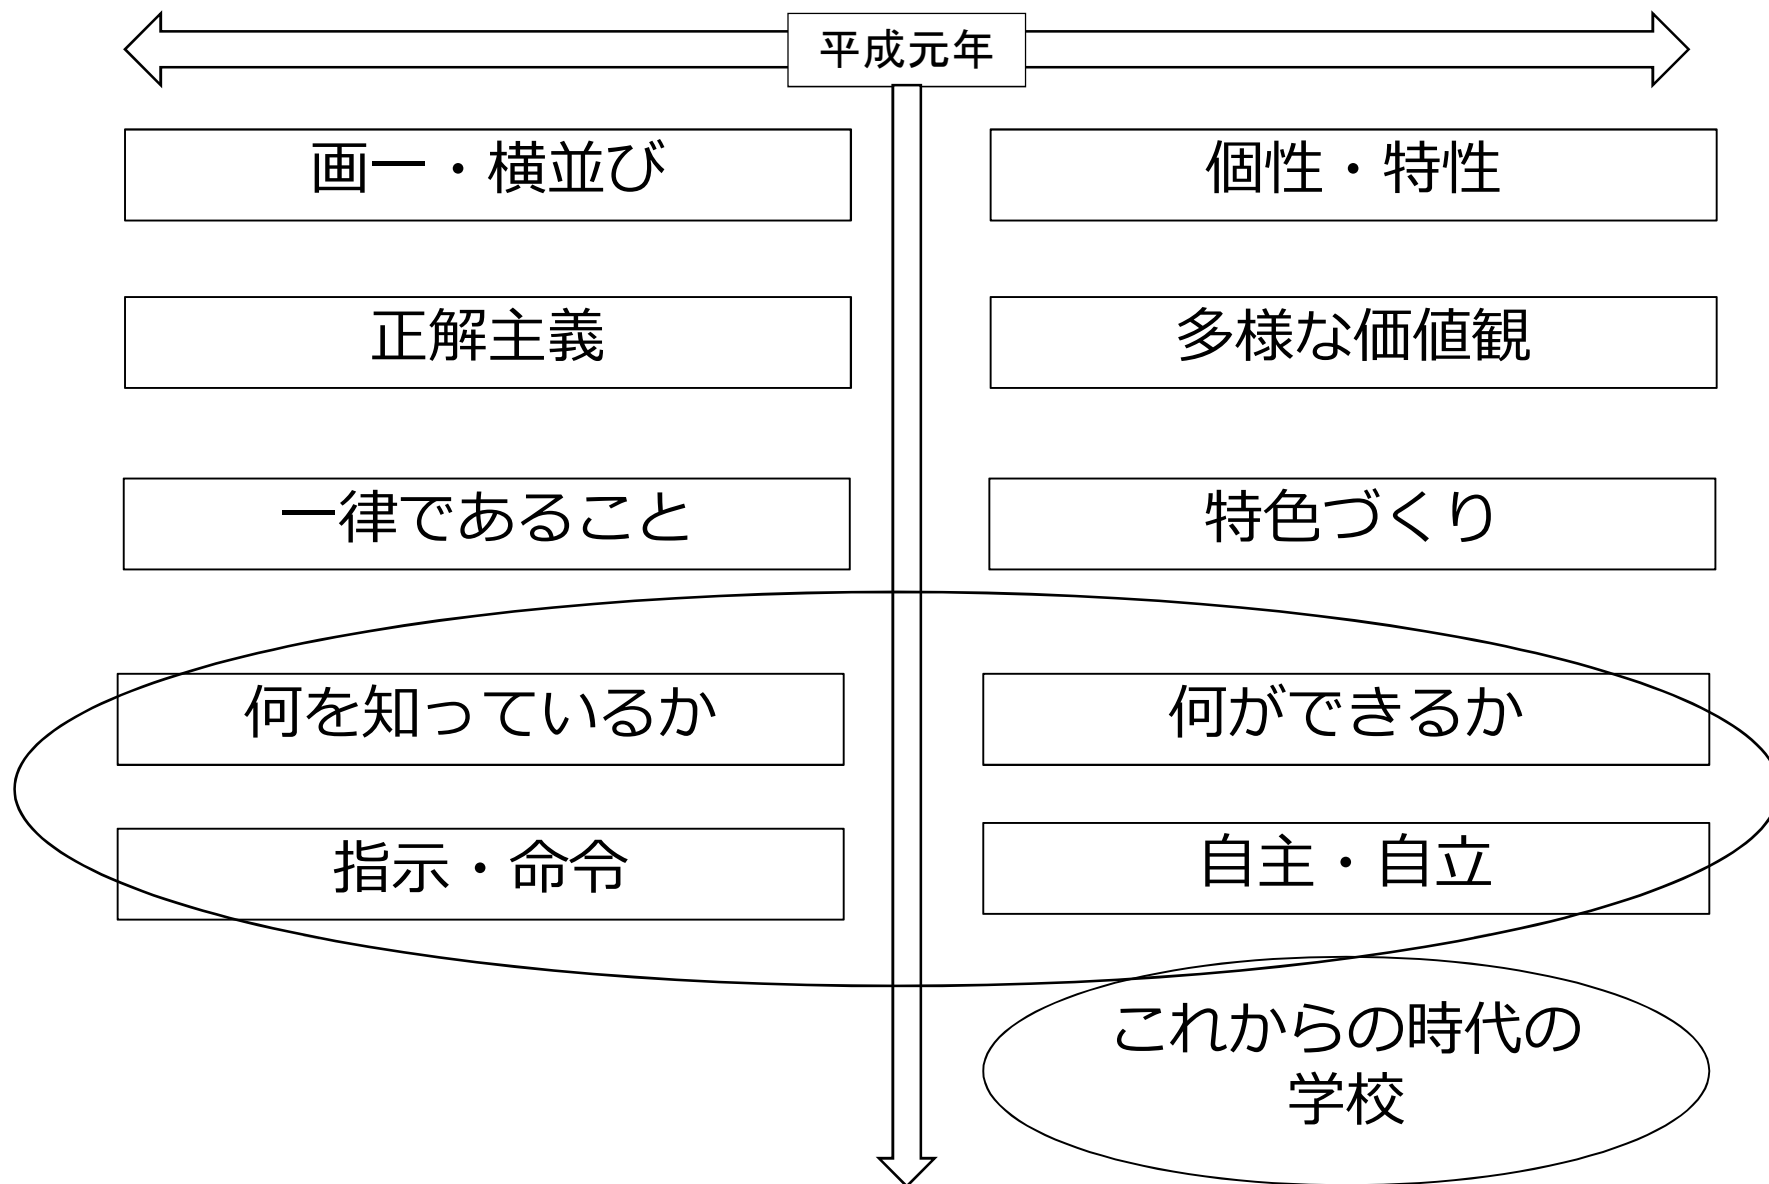 平成元年
画一・横並び
個性・特性
正解主義
多様な価値観
一律であること
特色づくり
何を知っているか
何ができるか
指示・命令
自主・自立
これからの時代の
学校